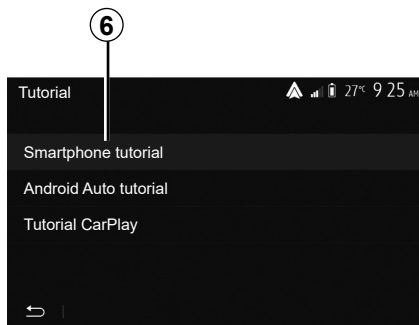 6
Tutorial 27°C 9 25 AM
Smartphone tutorial
Android Auto tutorial
Tutorial CarPlay